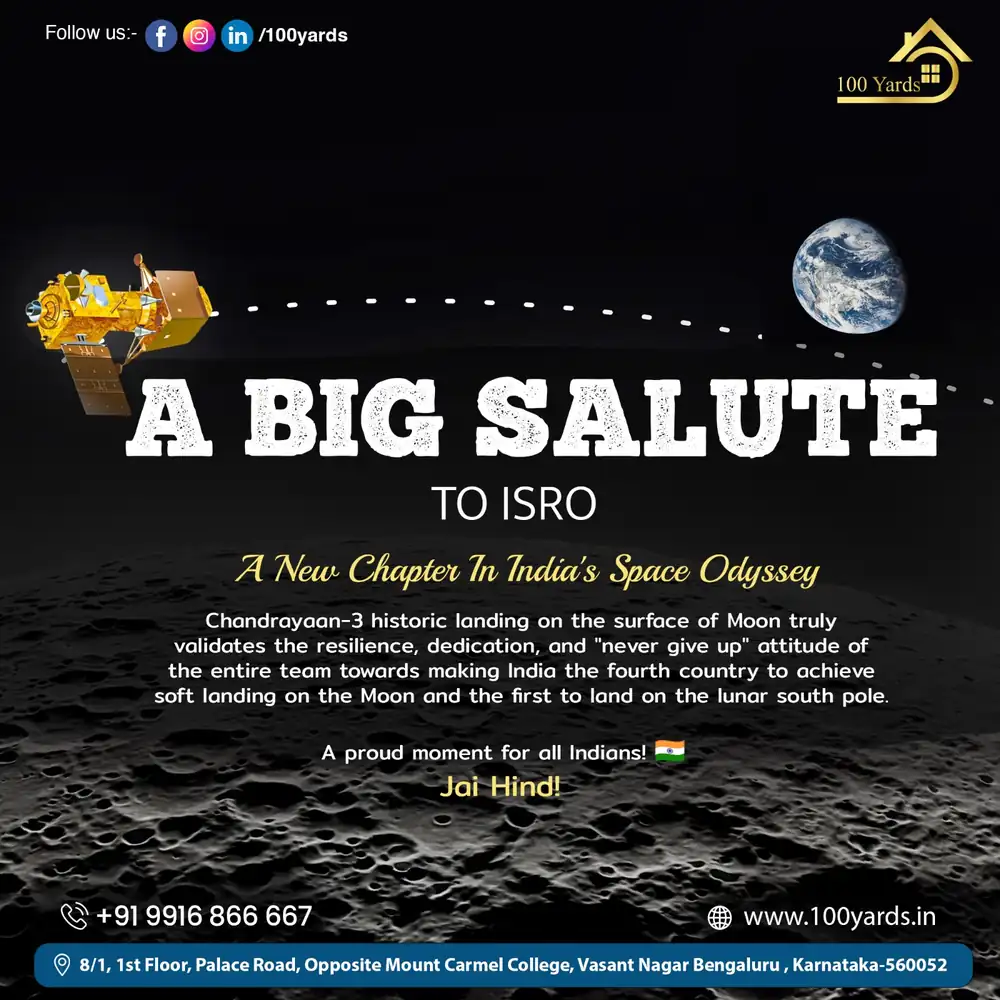 Follow us:- /100yards
100 Yards
A BIG SALUTE
TO ISRO
A New Chapter In India's Space Odyssey
Chandrayaan-3 historic landing on the surface of Moon truly
validates the resilience, dedication, and "never give up" attitude of
the entire team towards making India the fourth country to achieve
soft landing on the Moon and the first to land on the lunar south pole.
A proud moment for all Indians! 🇮🇳
Jai Hind!
+91 9916 866 667
www.100yards.in
8/1, 1st Floor, Palace Road, Opposite Mount Carmel College, Vasant Nagar Bengaluru , Karnataka-560052